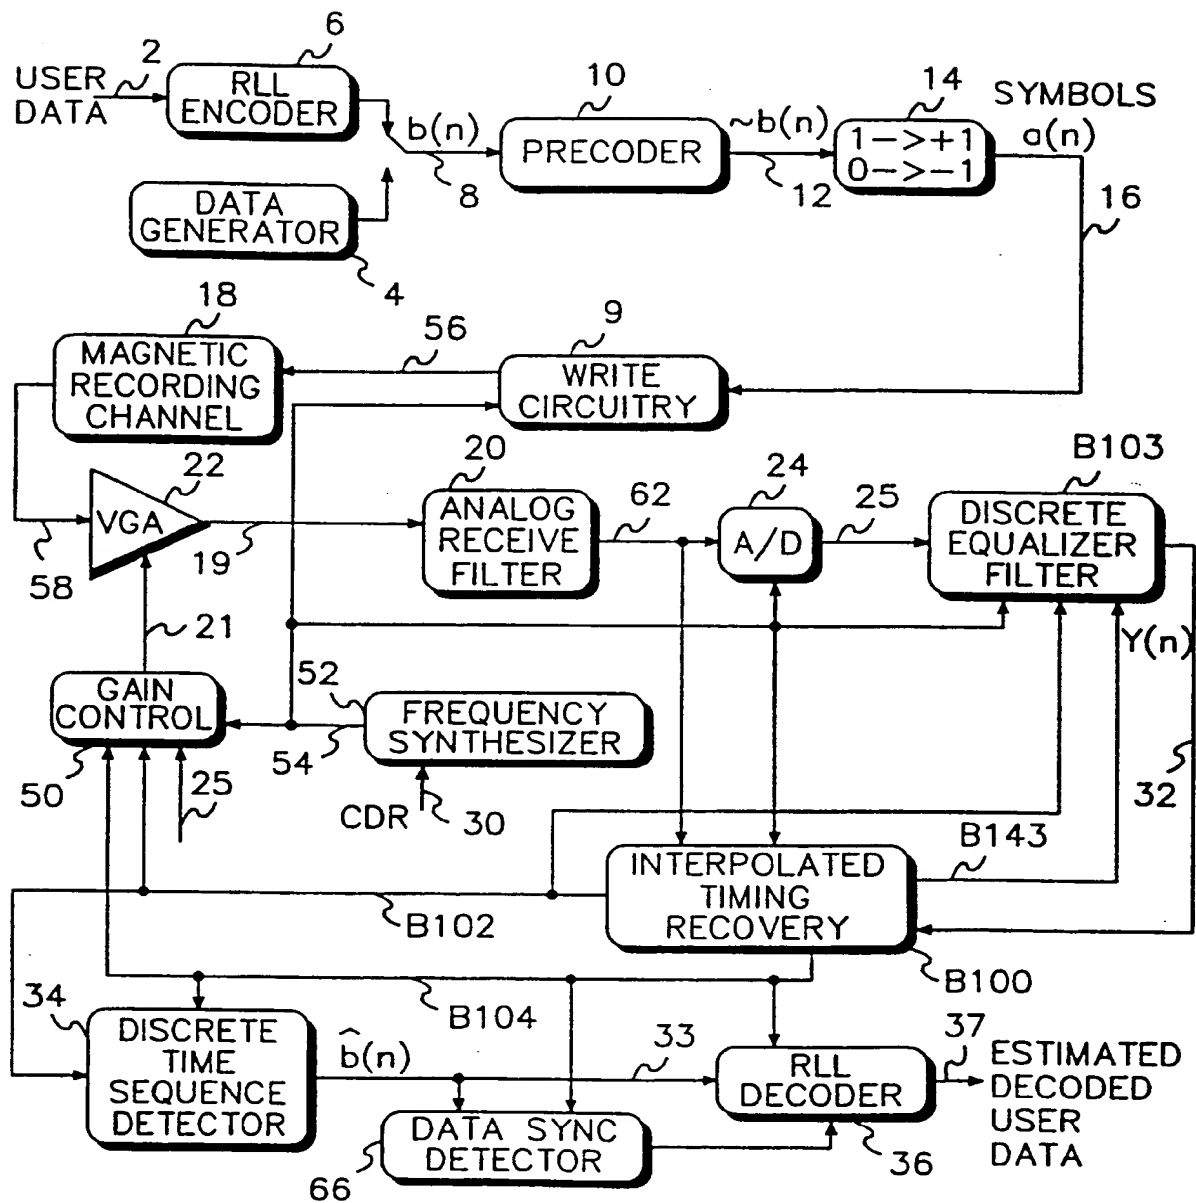 6
2
USER
DATA
RLL
ENCODER
10
14
SYMBOLS
b(n)
PRECODER
~b(n)
1->+1
0->-1
a(n)
8
12
16
DATA
GENERATOR
4
18
9
56
MAGNETIC
RECORDING
CHANNEL
WRITE
CIRCUITRY
B103
22
20
24
VGA
ANALOG
RECEIVE
FILTER
62
A/D
25
DISCRETE
EQUALIZER
FILTER
58
19
21
Y(n)
52
GAIN
CONTROL
FREQUENCY
SYNTHESIZER
54
50
25
CDR
30
32
B143
INTERPOLATED
TIMING
RECOVERY
B102
B100
34
B104
37
DISCRETE
TIME
SEQUENCE
DETECTOR
b̂(n)
33
RLL
DECODER
ESTIMATED
DECODED
USER
DATA
DATA SYNC
DETECTOR
66
36